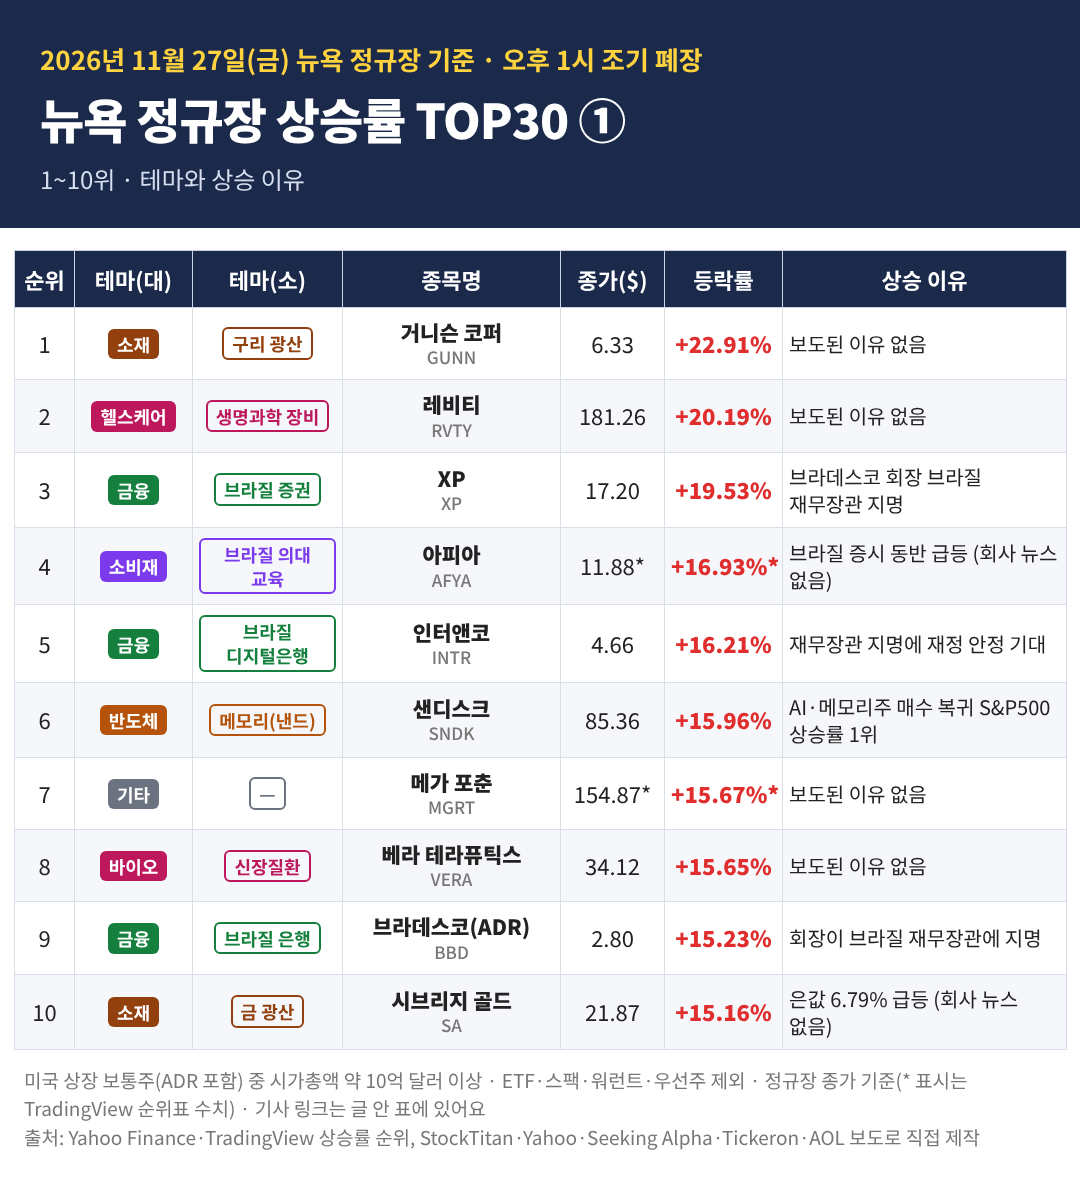 2026년 11월 27일(금) 뉴욕 정규장 기준 · 오후 1시 조기 폐장
뉴욕 정규장 상승률 TOP30 ①
1~10위 · 테마와 상승 이유
순위 테마(대) 테마(소) 종목명 종가($) 등락률 상승 이유
1 소재 구리 광산 거니슨 코퍼 6.33 +22.91% 보도된 이유 없음
GUNN
2 헬스케어 생명과학 장비 레비티 181.26 +20.19% 보도된 이유 없음
RVTY
3 금융 브라질 증권 XP 17.20 +19.53% 브라데스코 회장 브라질
XP 재무장관 지명
4 소비재 브라질 의대 아피아 11.88* +16.93%* 브라질 증시 동반 급등 (회사 뉴스
교육 AFYA 없음)
5 금융 브라질 인터앤코 4.66 +16.21% 재무장관 지명에 재정 안정 기대
디지털은행 INTR
6 반도체 메모리(낸드) 샌디스크 85.36 +15.96% AI·메모리주 매수 복귀 S&P500
SNDK 상승률 1위
7 기타 — 메가 포춘 154.87* +15.67%* 보도된 이유 없음
MGRT
8 바이오 신장질환 베라 테라퓨틱스 34.12 +15.65% 보도된 이유 없음
VERA
9 금융 브라질 은행 브라데스코(ADR) 2.80 +15.23% 회장이 브라질 재무장관에 지명
BBD
10 소재 금 광산 시브리지 골드 21.87 +15.16% 은값 6.79% 급등 (회사 뉴스
SA 없음)
미국 상장 보통주(ADR 포함) 중 시가총액 약 10억 달러 이상 · ETF·스팩·워런트·우선주 제외 · 정규장 종가 기준(* 표시는
TradingView 순위표 수치) · 기사 링크는 글 안 표에 있어요
출처: Yahoo Finance·TradingView 상승률 순위, StockTitan·Yahoo·Seeking Alpha·Tickeron·AOL 보도로 직접 제작